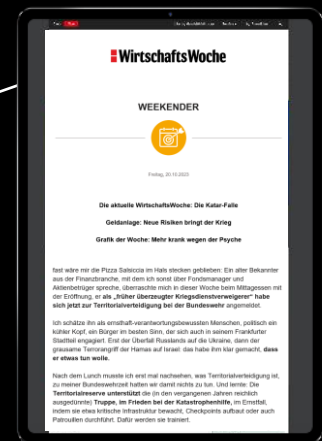 WirtschaftsWoche
WEEKENDER
Freitag, 20.10.2023
Die aktuelle WirtschaftsWoche: Die Katar-Falle
Geldanlage: Neue Risiken bringt der Krieg
Grafik der Woche: Mehr krank wegen der Psyche
fast wäre mir die Pizza Salsiccia im Hals stecken geblieben: Ein alter Bekannter
aus der Finanzbranche, mit dem ich sonst über Fondsmanager und
Aktienbetrüger spreche, überraschte mich in dieser Woche beim Mittagessen mit
der Eröffnung, er als „früher überzeugter Kriegsdienstverweigerer“ habe
sich jetzt zur Territorialverteidigung bei der Bundeswehr angemeldet.
Ich schätze ihn als ernsthaft-verantwortungsbewussten Menschen, politisch ein
kühler Kopf, ein Bürger im besten Sinn, der sich auch in seinem Frankfurter
Stadtteil engagiert. Erst der Überfall Russlands auf die Ukraine, dann der
grausame Terrorangriff der Hamas auf Israel: das habe ihm klar gemacht, dass
er etwas tun wolle.
Nach dem Lunch musste ich erst mal nachsehen, was Territorialverteidigung ist,
zu meiner Bundeswehrzeit hatten wir damit nichts zu tun. Und lernte: Die
Territorialreserve unterstützt die (in den vergangenen Jahren reichlich
ausgedünnte) Truppe, im Frieden bei der Katastrophenhilfe, im Ernstfall,
indem sie etwa kritische Infrastruktur bewacht, Checkpoints aufbaut oder auch
Patrouillen durchführt. Dafür werden sie trainiert.